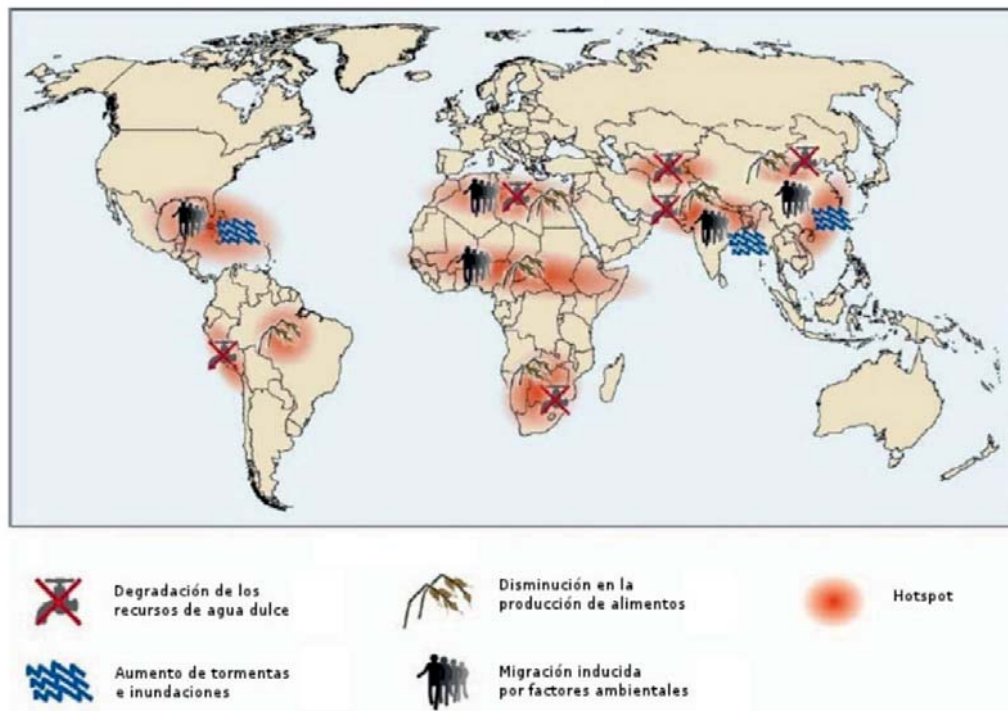 Degradación de los
recursos de agua dulce
Disminución en la
producción de alimentos
Hotspot
Aumento de tormentas
e inundaciones
Migración inducida
por factores ambientales